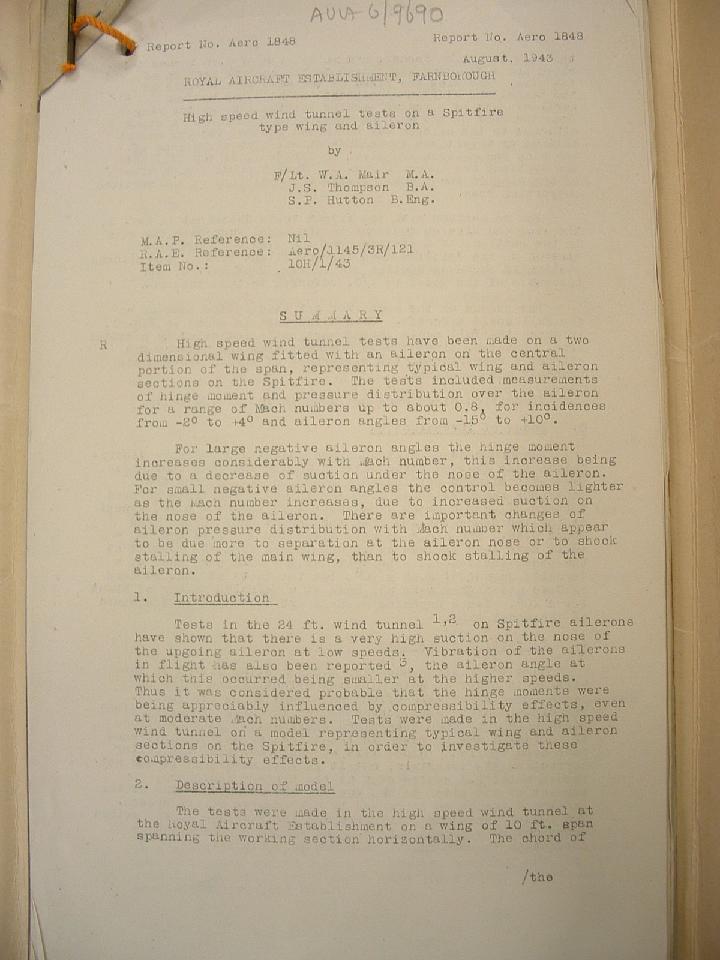 AVIA 6/9690
Report No. Aero 1848 Report No. Aero 1848
August, 1943
ROYAL AIRCRAFT ESTABLISHMENT, FARNBOROUGH
High speed wind tunnel tests on a Spitfire
type wing and aileron
by
F/Lt. W.A. Mair M.A.
J.S. Thompson B.A.
S.P. Hutton B.Eng.
M.A.P. Reference: Nil
R.A.E. Reference: Aero/1145/3R/121
Item No.: 10H/1/43
SUMMARY
R High speed wind tunnel tests have been made on a two
dimensional wing fitted with an aileron on the central
portion of the span, representing typical wing and aileron
sections on the Spitfire. The tests included measurements
of hinge moment and pressure distribution over the aileron
for a range of Mach numbers up to about 0.8, for incidences
from -2° to +4° and aileron angles from -15° to +10°.
For large negative aileron angles the hinge moment
increases considerably with Mach number, this increase being
due to a decrease of suction under the nose of the aileron.
For small negative aileron angles the control becomes lighter
as the Mach number increases, due to increased suction on
the nose of the aileron. There are important changes of
aileron pressure distribution with Mach number which appear
to be due more to separation at the aileron nose or to shock
stalling of the main wing, than to shock stalling of the
aileron.
1. Introduction
Tests in the 24 ft. wind tunnel 1,2 on Spitfire ailerons
have shown that there is a very high suction on the nose of
the upgoing aileron at low speeds. Vibration of the ailerons
in flight has also been reported 3, the aileron angle at
which this occurred being smaller at the higher speeds.
Thus it was considered probable that the hinge moments were
being appreciably influenced by compressibility effects, even
at moderate Mach numbers. Tests were made in the high speed
wind tunnel on a model representing typical wing and aileron
sections on the Spitfire, in order to investigate these
compressibility effects.
2. Description of model
The tests were made in the high speed wind tunnel at
the Royal Aircraft Establishment on a wing of 10 ft. span
spanning the working section horizontally. The chord of
/the